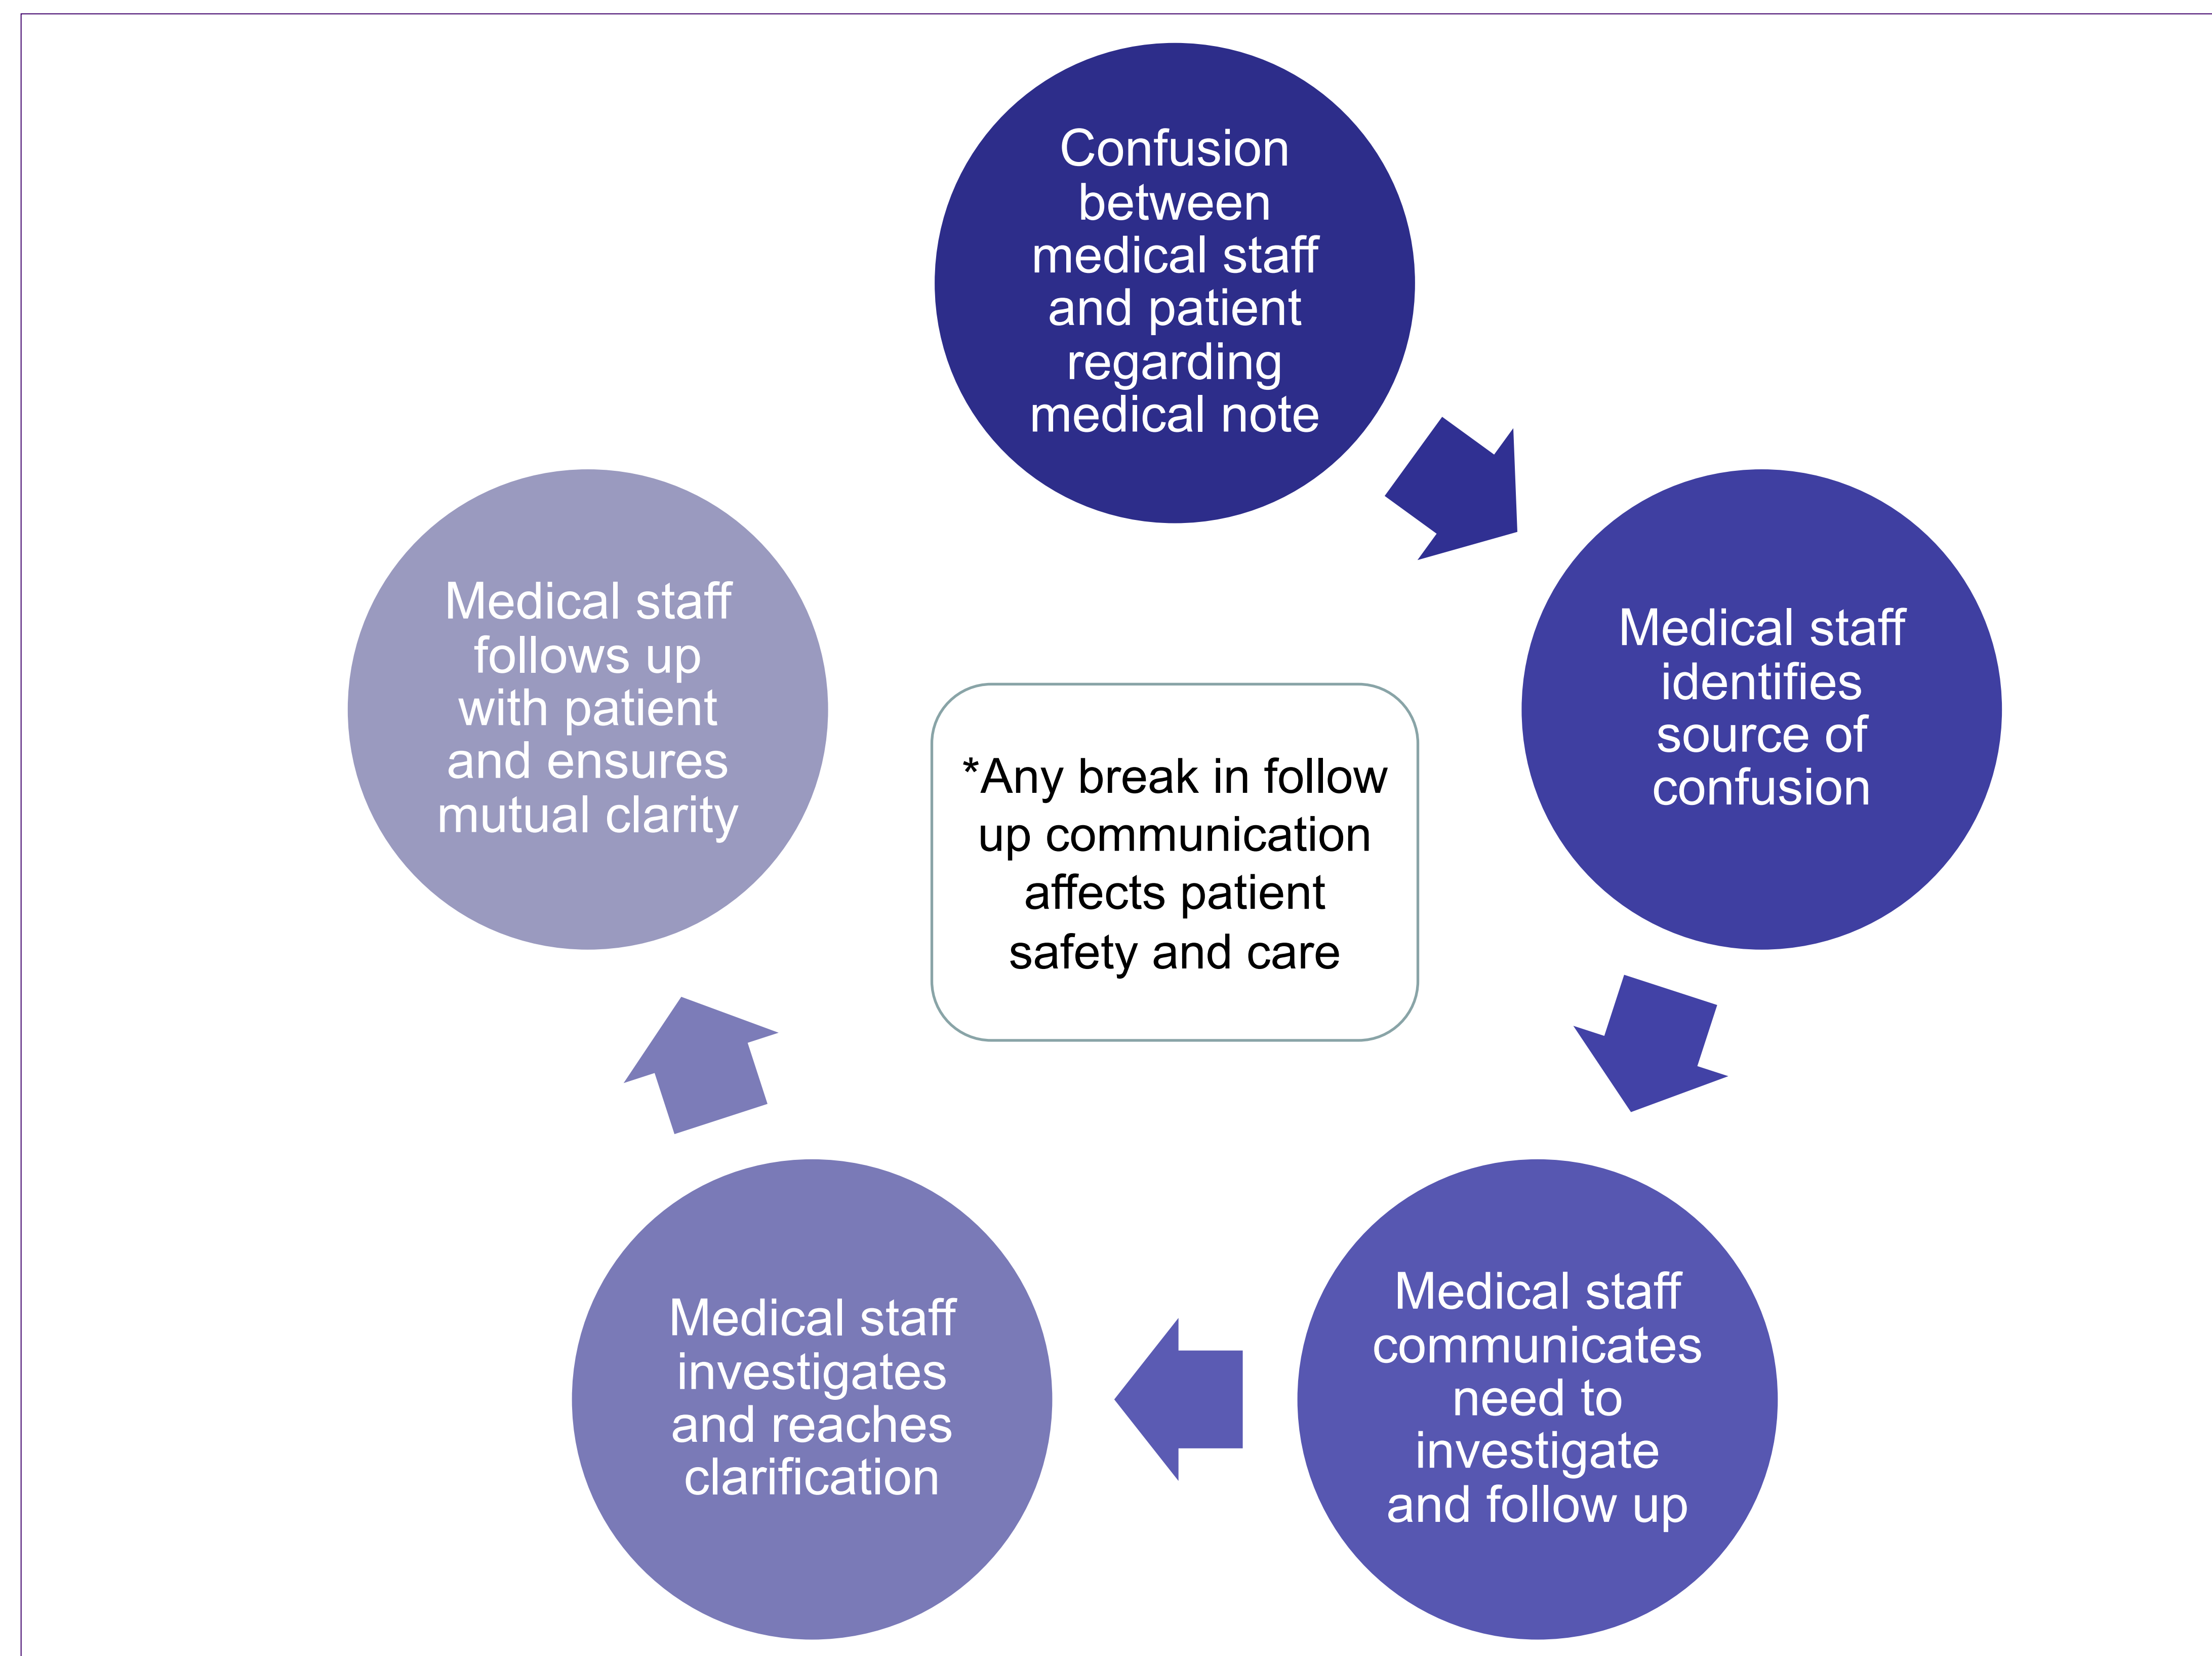 Confusion
between
medical staff
and patient
regarding
medical note
Medical staff
identifies
source of
confusion
Medical staff
communicates
need to
investigate
and follow up
Medical staff
investigates
and reaches
clarification
Medical staff
follows up
with patient
and ensures
mutual clarity
*Any break in follow
up communication
affects patient
safety and care